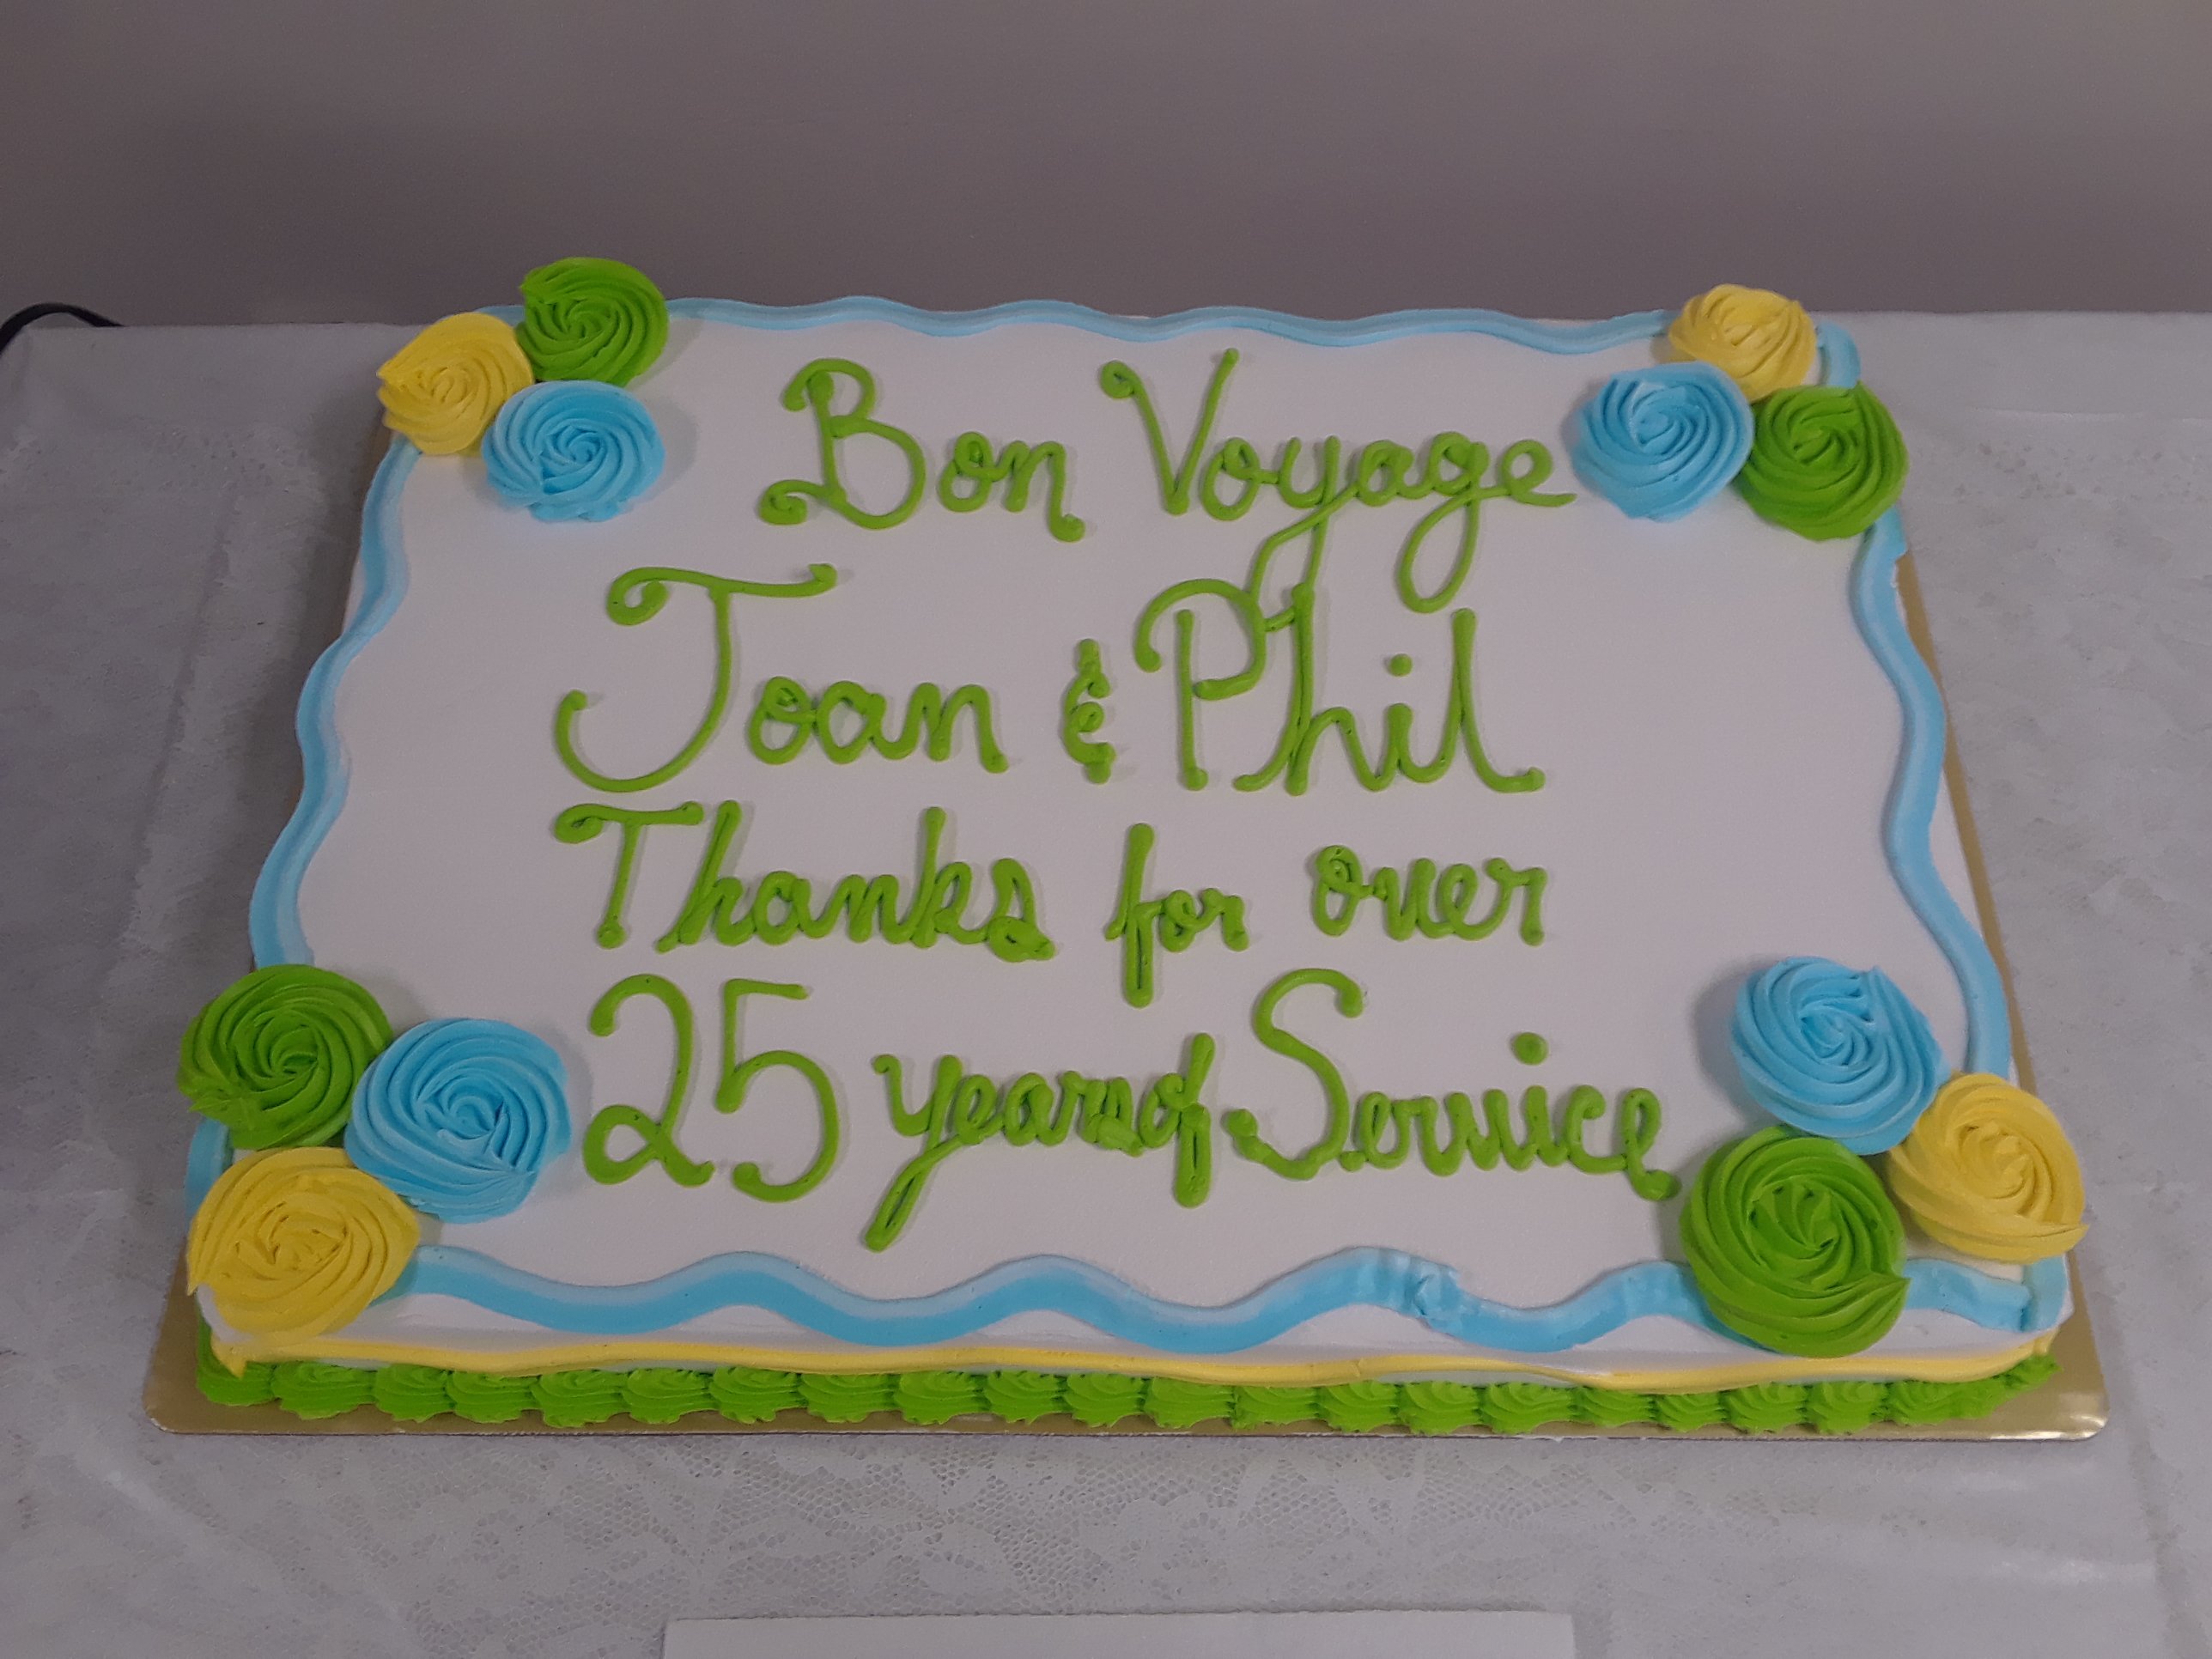 Bon Voyage
Joan & Phil
Thanks for over
25 years of Service